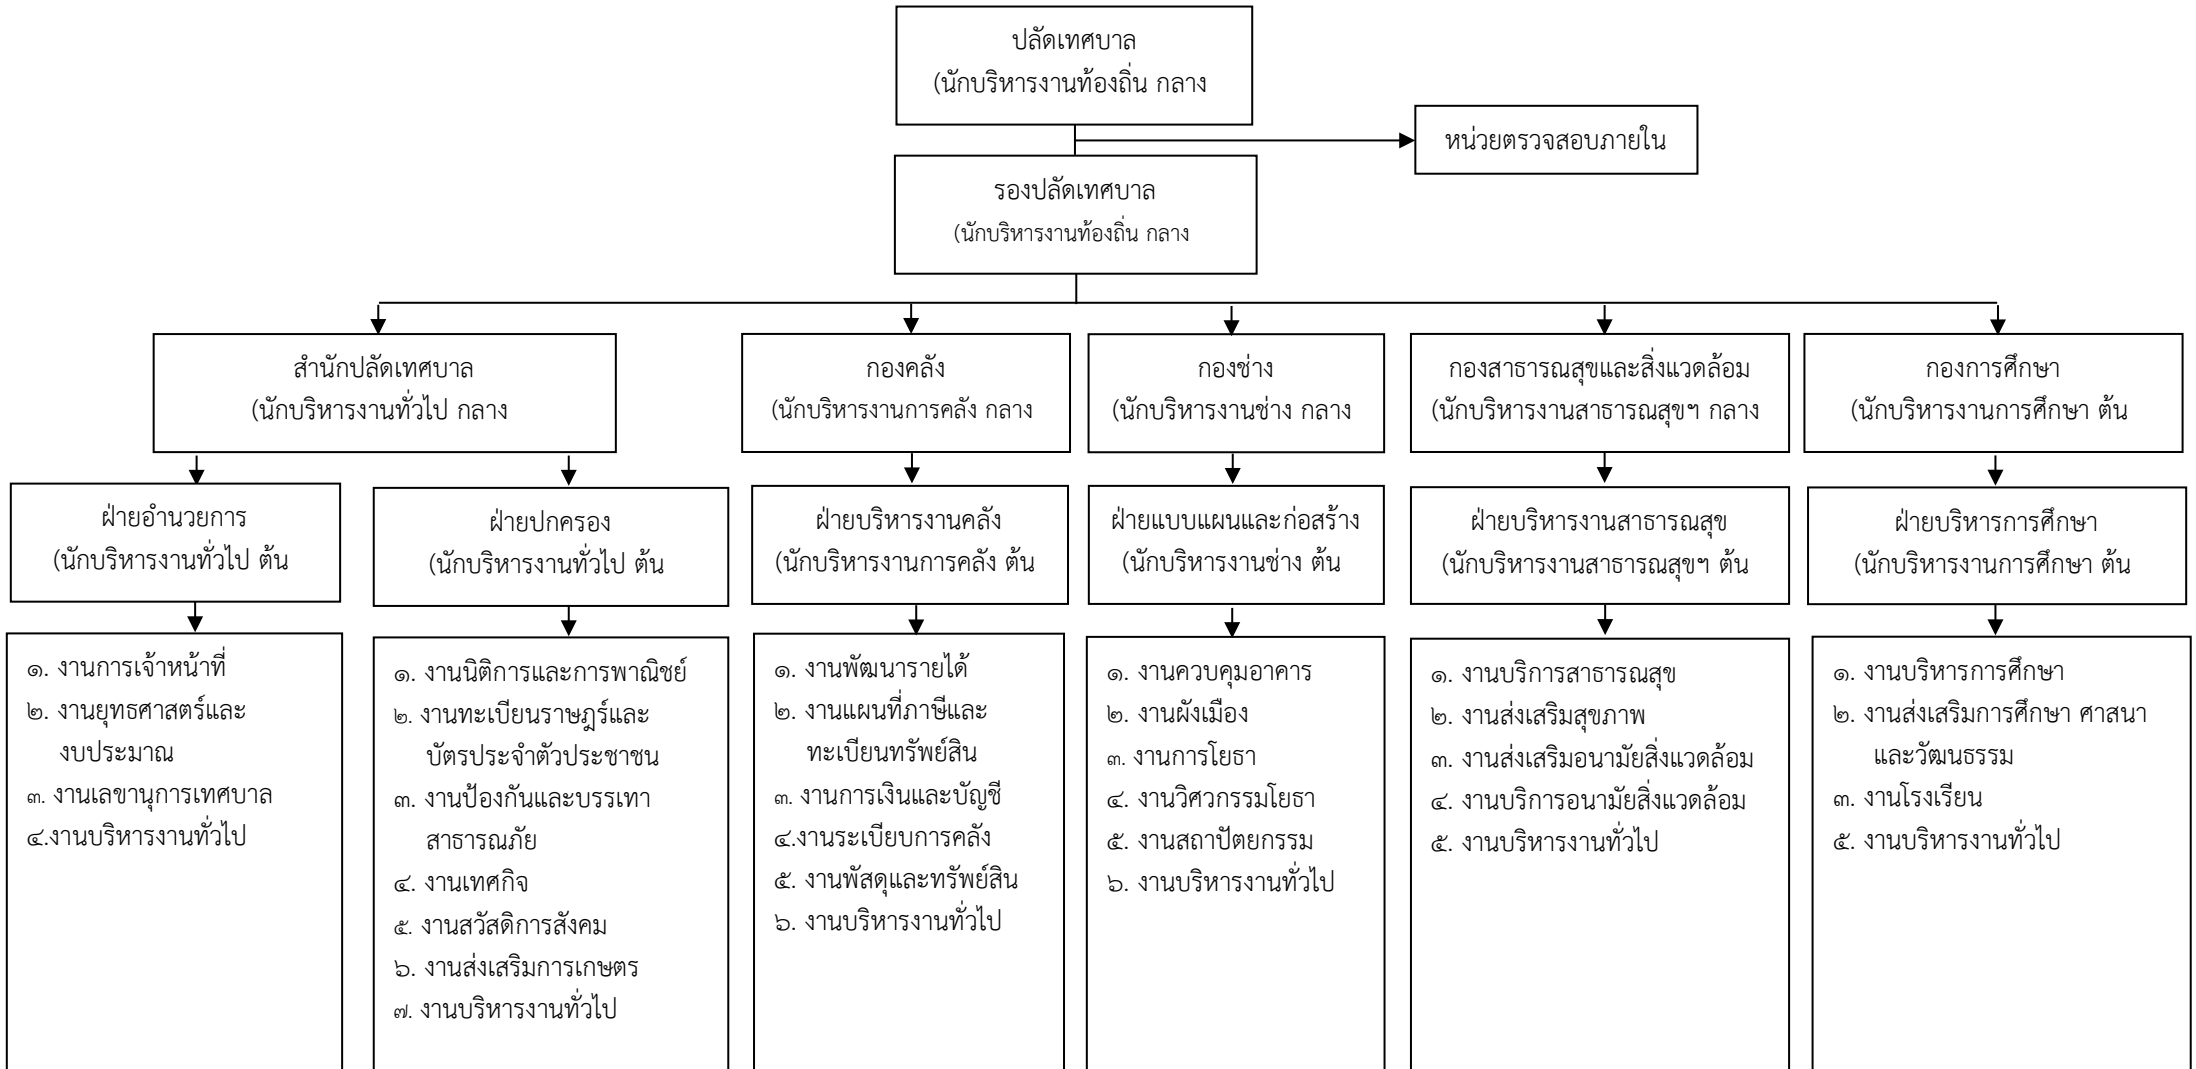 ปลัดเทศบาล
(นักบริหารงานท้องถิ่น กลาง
หน่วยตรวจสอบภายใน
รองปลัดเทศบาล
(นักบริหารงานท้องถิ่น กลาง
สำนักปลัดเทศบาล
(นักบริหารงานทั่วไป กลาง
กองคลัง
(นักบริหารงานการคลัง กลาง
กองช่าง
(นักบริหารงานช่าง กลาง
กองสาธารณสุขและสิ่งแวดล้อม
(นักบริหารงานสาธารณสุขฯ กลาง
กองการศึกษา
(นักบริหารงานการศึกษา ต้น
ฝ่ายอำนวยการ
(นักบริหารงานทั่วไป ต้น
ฝ่ายปกครอง
(นักบริหารงานทั่วไป ต้น
ฝ่ายบริหารงานคลัง
(นักบริหารงานการคลัง ต้น
ฝ่ายแบบแผนและก่อสร้าง
(นักบริหารงานช่าง ต้น
ฝ่ายบริหารงานสาธารณสุข
(นักบริหารงานสาธารณสุขฯ ต้น
ฝ่ายบริหารการศึกษา
(นักบริหารงานการศึกษา ต้น
๑. งานการเจ้าหน้าที่
๒. งานยุทธศาสตร์และ
งบประมาณ
๓. งานเลขานุการเทศบาล
๔.งานบริหารงานทั่วไป
๑. งานนิติการและการพาณิชย์
๒. งานทะเบียนราษฎร์และ
บัตรประจำตัวประชาชน
๓. งานป้องกันและบรรเทา
สาธารณภัย
๔. งานเทศกิจ
๕. งานสวัสดิการสังคม
๖. งานส่งเสริมการเกษตร
๗. งานบริหารงานทั่วไป
๑. งานพัฒนารายได้
๒. งานแผนที่ภาษีและ
ทะเบียนทรัพย์สิน
๓. งานการเงินและบัญชี
๔.งานระเบียบการคลัง
๕. งานพัสดุและทรัพย์สิน
๖. งานบริหารงานทั่วไป
๑. งานควบคุมอาคาร
๒. งานผังเมือง
๓. งานการโยธา
๔. งานวิศวกรรมโยธา
๕. งานสถาปัตยกรรม
๖. งานบริหารงานทั่วไป
๑. งานบริการสาธารณสุข
๒. งานส่งเสริมสุขภาพ
๓. งานส่งเสริมอนามัยสิ่งแวดล้อม
๔. งานบริการอนามัยสิ่งแวดล้อม
๕. งานบริหารงานทั่วไป
๑. งานบริหารการศึกษา
๒. งานส่งเสริมการศึกษา ศาสนา
และวัฒนธรรม
๓. งานโรงเรียน
๕. งานบริหารงานทั่วไป